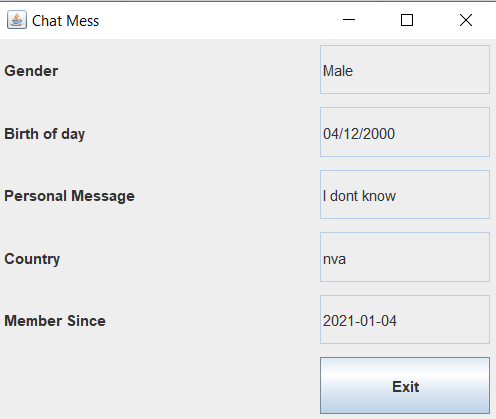 Chat Mess
Gender Male
Birth of day 04/12/2000
Personal Message I dont know
Country nva
Member Since 2021-01-04
Exit